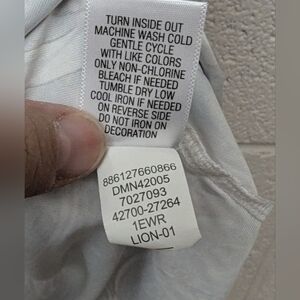 TURN INSIDE OUT
MACHINE WASH COLD
GENTLE CYCLE
WITH LIKE COLORS
ONLY NON-CHLORINE
BLEACH IF NEEDED
TUMBLE DRY LOW
COOL IRON IF NEEDED
ON REVERSE SIDE
DO NOT IRON ON
DECORATION
886127660866
DMN42005
7027093
42700-27264
1EWR
LION-01